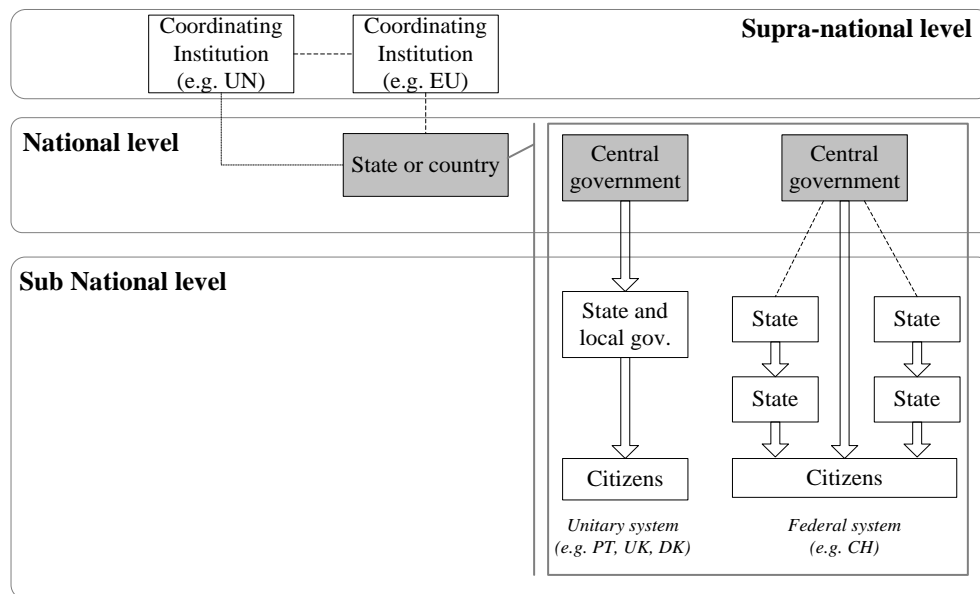 Supra-national level
Coordinating
Institution
(e.g. UN)
Coordinating
Institution
(e.g. EU)
National level
State or country
Central
government
Central
government
Sub National level
State and
local gov.
State
State
State
State
Citizens
Citizens
Unitary system
(e.g. PT, UK, DK)
Federal system
(e.g. CH)